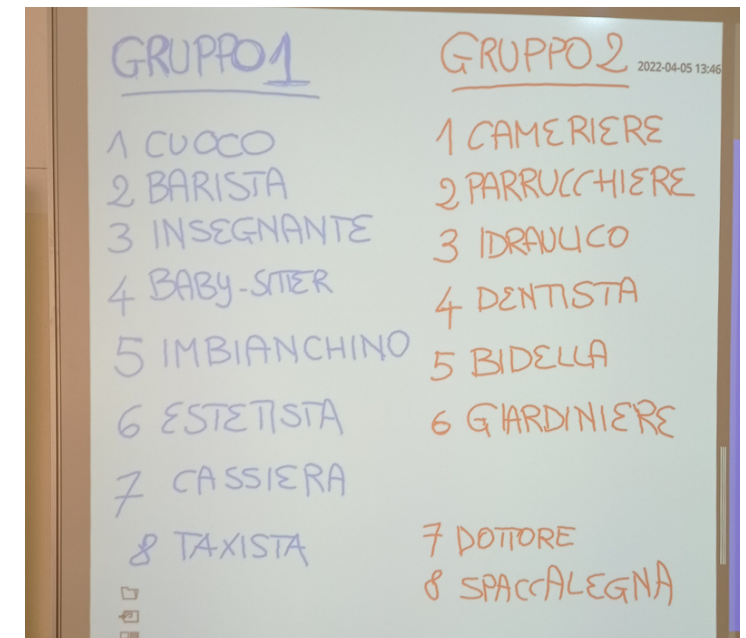 GRUPPO 1
1 CUOCO
2 BARISTA
3 INSEGNANTE
4 BABY-SITTER
5 IMBIANCHINO
6 ESTETISTA
7 CASSIERA
8 TAXISTA
GRUPPO 2
2022-04-05 13:46
1 CAMERIERE
2 PARRUCCHIERE
3 IDRAULICO
4 DENTISTA
5 BIDELLA
6 GIARDINIERE
7 DOTTORE
8 SPACCALEGNA